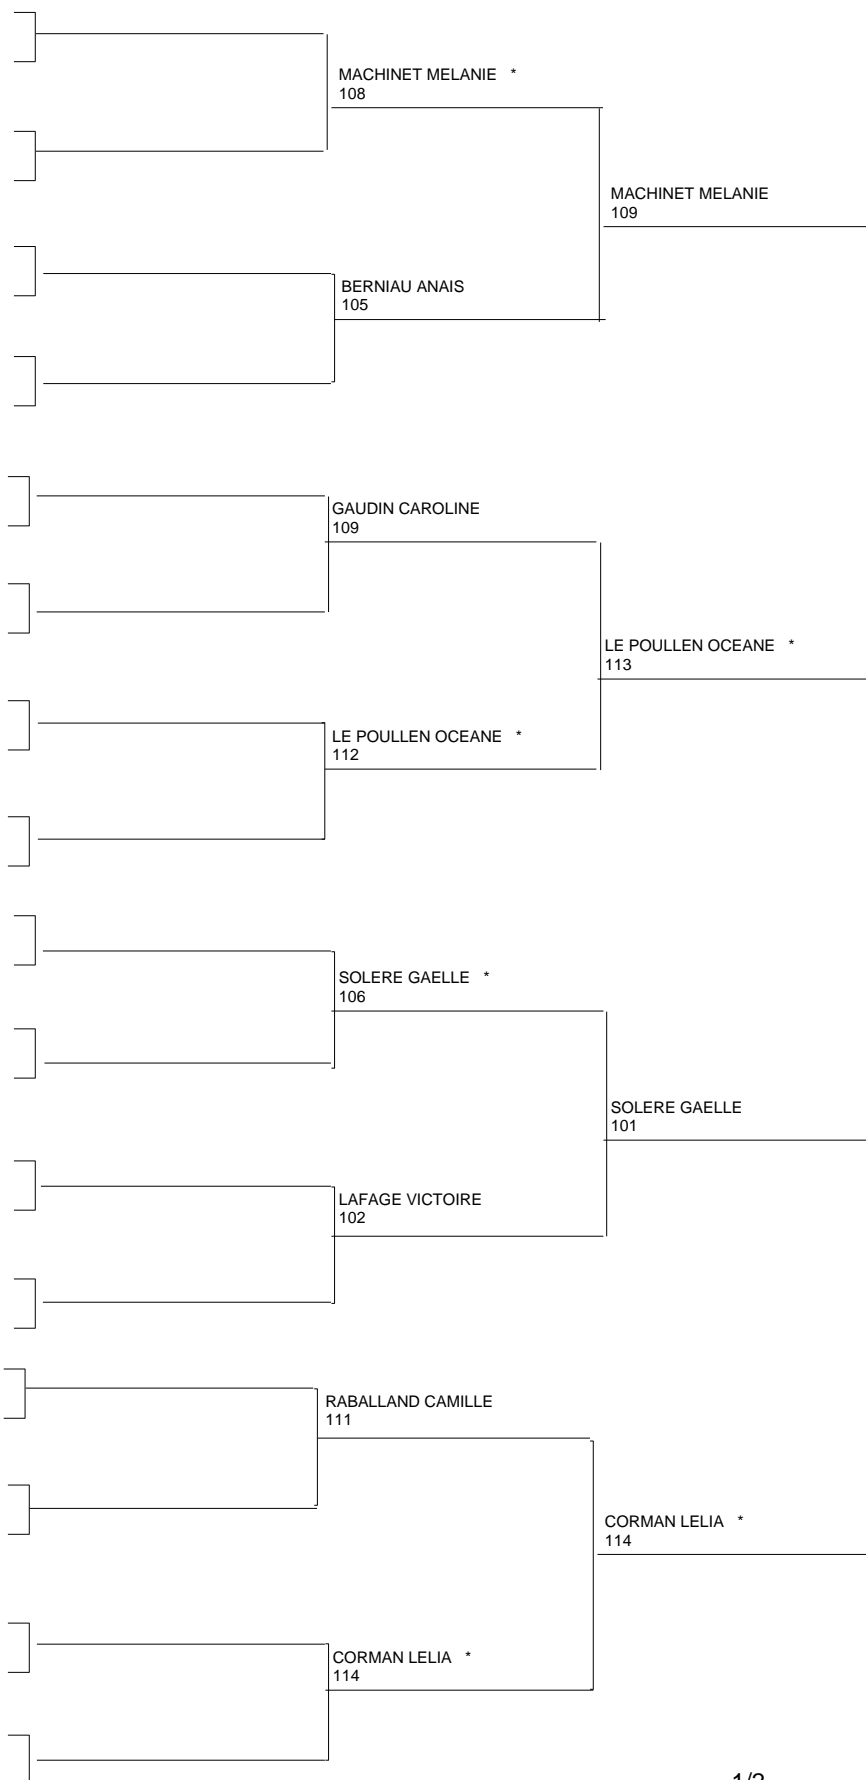 MACHINET MELANIE *
108
MACHINET MELANIE
109
BERNIAU ANAIS
105
GAUDIN CAROLINE
109
LE POULLEN OCEANE *
113
LE POULLEN OCEANE *
112
SOLERE GAELLE *
106
SOLERE GAELLE
101
LAFAGE VICTOIRE
102
RABALLAND CAMILLE
111
CORMAN LELIA *
114
CORMAN LELIA *
114